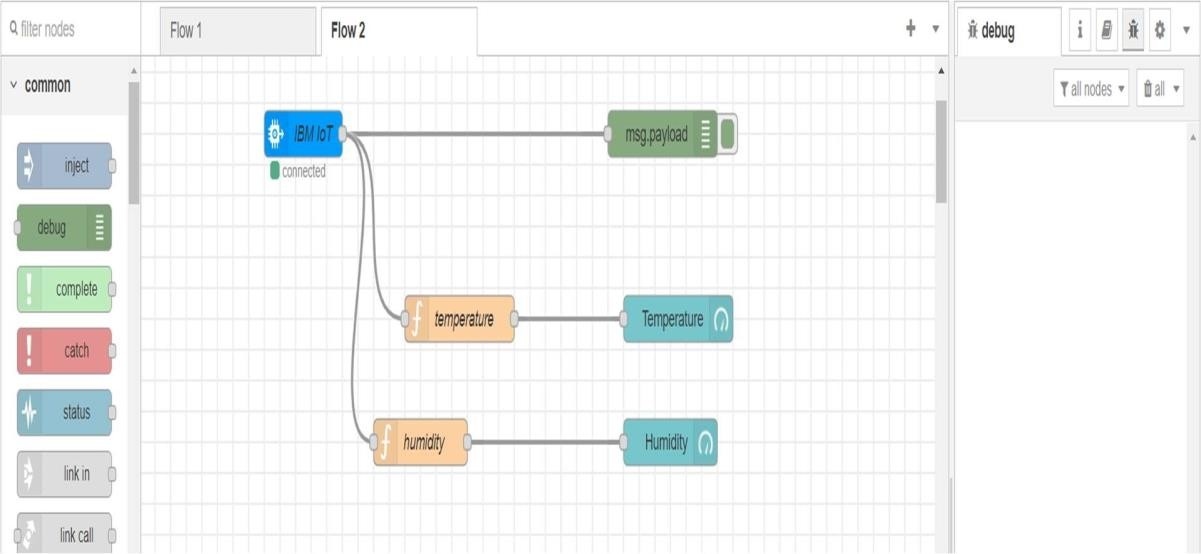 filter nodes
Flow 1
Flow 2
debug
common
all nodes
all
inject
debug
complete
catch
status
link in
link call
IBM IoT
connected
msg.payload
temperature
Temperature
humidity
Humidity